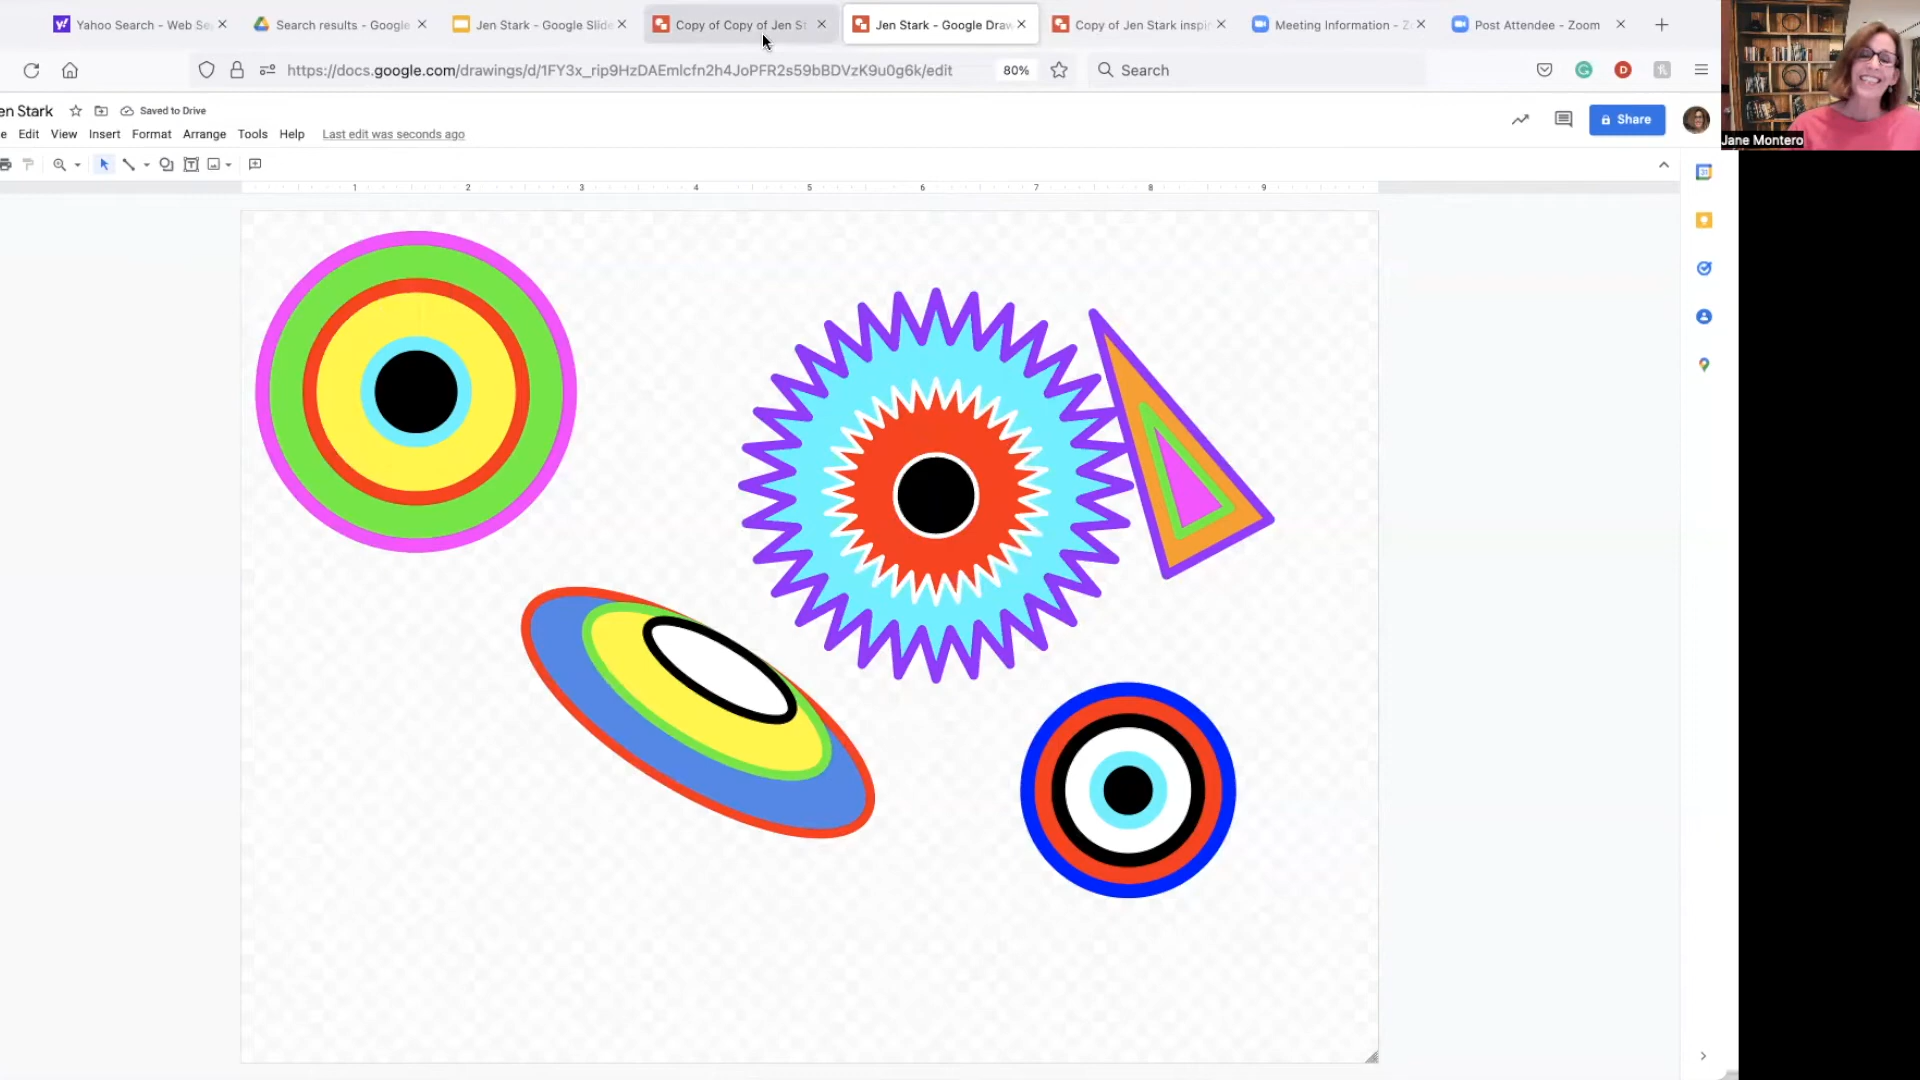 Yahoo Search - Web Se
Search results - Google
Jen Stark - Google Slide
Copy of Copy of Jen St
Jen Stark - Google Draw
Copy of Jen Stark inspir
Meeting Information - Z
Post Attendee - Zoom
https://docs.google.com/drawings/d/1FY3x_rip9HzDAEmlcfn2h4JoPFR2s59bBDVzK9u0g6k/edit
80%
Search
en Stark
Saved to Drive
e Edit View Insert Format Arrange Tools Help Last edit was seconds ago
Share
Jane Montero
1 2 3 4 5 6 7 8 9